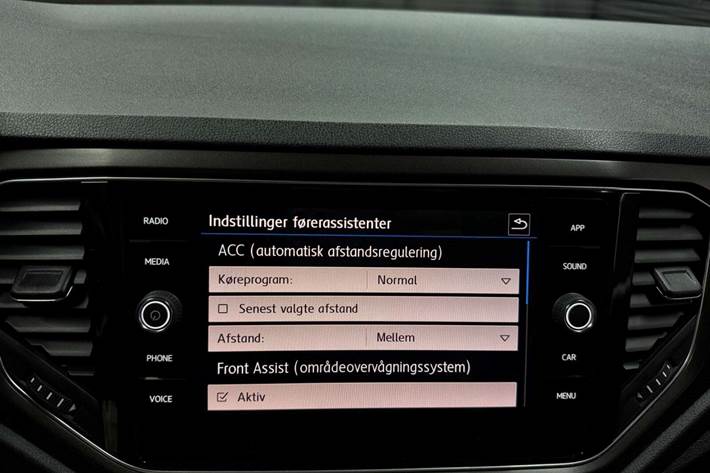 RADIO
MEDIA
PHONE
VOICE
Indstillinger førerassistenter
ACC (automatisk afstandsregulering)
Køreprogram: Normal
Senest valgte afstand
Afstand: Mellem
Front Assist (områdeovervågningssystem)
Aktiv
APP
SOUND
CAR
MENU